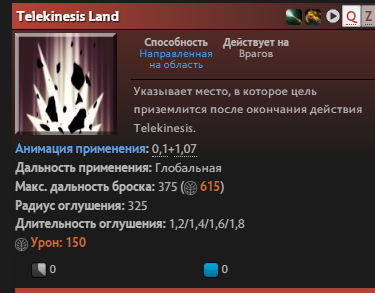 Telekinesis Land
Q Z
Способность
Направленная
на область
Действует на
Врагов
Указывает место, в которое цель
приземлится после окончания действия
Telekinesis.
Анимация применения: 0,1+1,07
Дальность применения: Глобальная
Макс. дальность броска: 375 (615)
Радиус оглушения: 325
Длительность оглушения: 1,2/1,4/1,6/1,8
Урон: 150
0 0